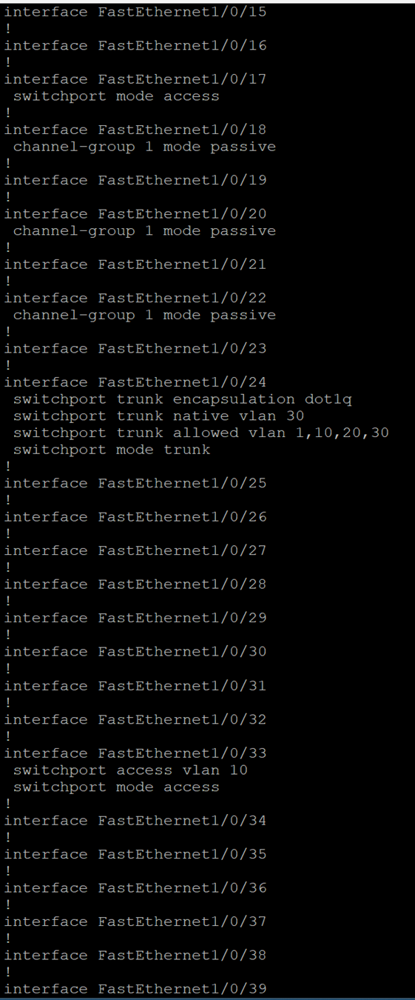 interface FastEthernet1/0/15
!
interface FastEthernet1/0/16
!
interface FastEthernet1/0/17
 switchport mode access
!
interface FastEthernet1/0/18
 channel-group 1 mode passive
!
interface FastEthernet1/0/19
!
interface FastEthernet1/0/20
 channel-group 1 mode passive
!
interface FastEthernet1/0/21
!
interface FastEthernet1/0/22
 channel-group 1 mode passive
!
interface FastEthernet1/0/23
!
interface FastEthernet1/0/24
 switchport trunk encapsulation dot1q
 switchport trunk native vlan 30
 switchport trunk allowed vlan 1,10,20,30
 switchport mode trunk
!
interface FastEthernet1/0/25
!
interface FastEthernet1/0/26
!
interface FastEthernet1/0/27
!
interface FastEthernet1/0/28
!
interface FastEthernet1/0/29
!
interface FastEthernet1/0/30
!
interface FastEthernet1/0/31
!
interface FastEthernet1/0/32
!
interface FastEthernet1/0/33
 switchport access vlan 10
 switchport mode access
!
interface FastEthernet1/0/34
!
interface FastEthernet1/0/35
!
interface FastEthernet1/0/36
!
interface FastEthernet1/0/37
!
interface FastEthernet1/0/38
!
interface FastEthernet1/0/39